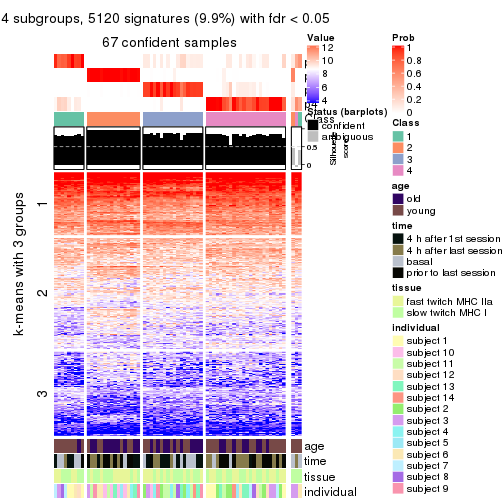 4 subgroups, 5120 signatures (9.9%) with fdr < 0.05
67 confident samples
k-means with 3 groups
1
2
3
Class
1
0.5
0
Silhouette
score
age
time
tissue
individual
Value
12
10
8
6
4
Status (barplots)
confident
ambiguous
Prob
1
0.8
0.6
0.4
0.2
0
Class
1
2
3
4
age
old
young
time
4 h after 1st session
4 h after last session
basal
prior to last session
tissue
fast twitch MHC IIa
slow twitch MHC I
individual
subject 1
subject 10
subject 11
subject 12
subject 13
subject 14
subject 2
subject 3
subject 4
subject 5
subject 6
subject 7
subject 8
subject 9